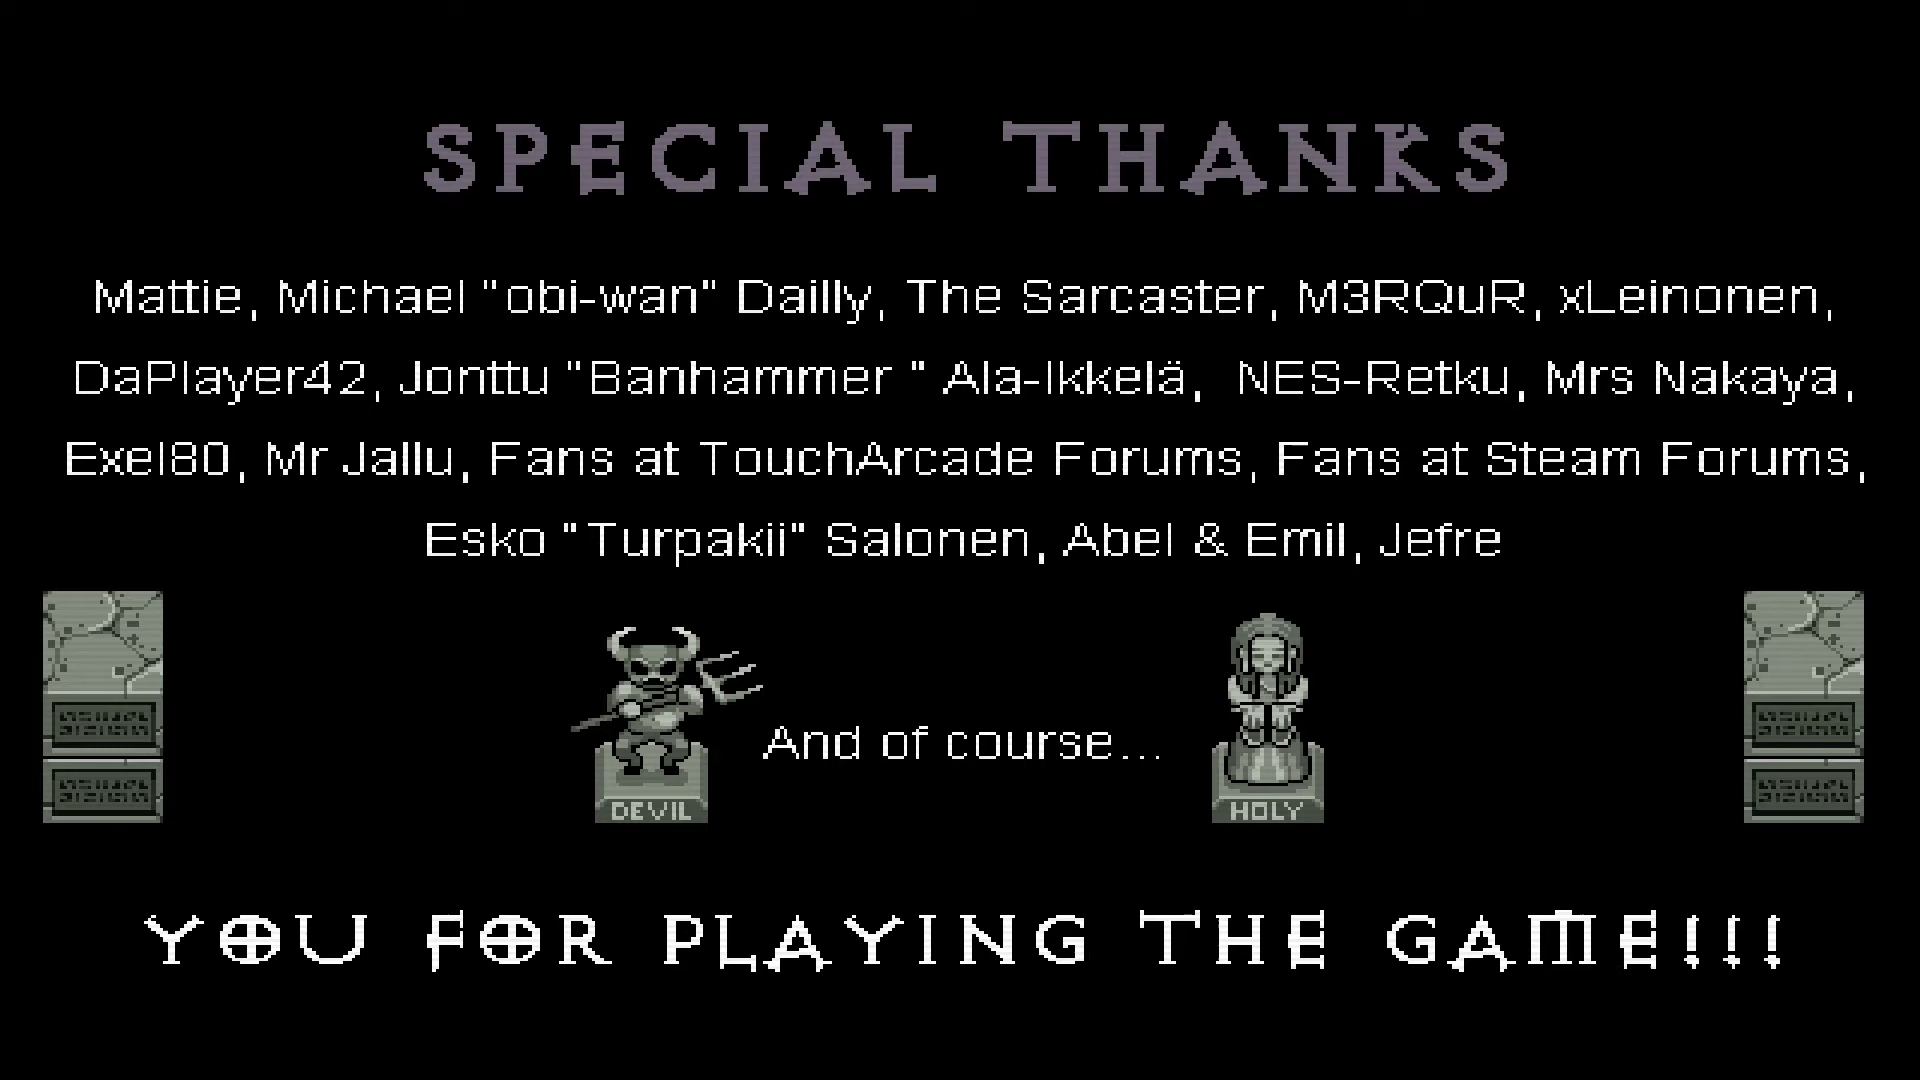 SPECIAL THANKS
Mattie, Michael "obi-wan" Dailly, The Sarcaster, M3RQuR, xLeinonen,
DaPlayer42, Jonttu "Banhammer " Ala-Ikkelä,  NES-Retku, Mrs Nakaya,
Exel80, Mr Jallu, Fans at TouchArcade Forums, Fans at Steam Forums,
Esko "Turpakii" Salonen, Abel & Emil, Jefre
And of course...
DEVIL
HOLY
YOU FOR PLAYING THE GAME!!!